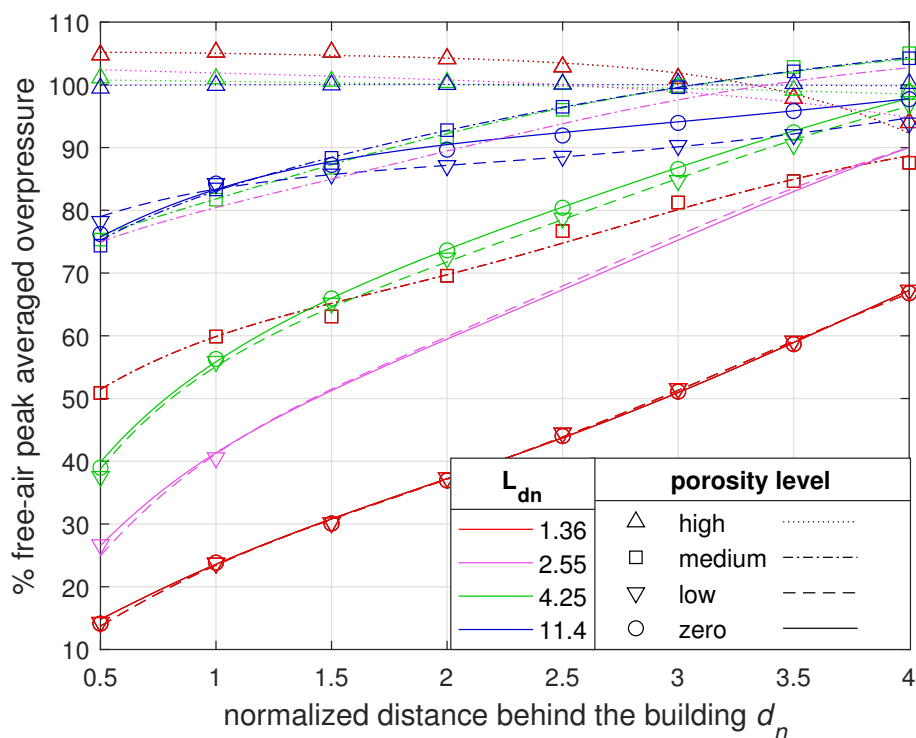 % free-air peak averaged overpressure
110
100
90
80
70
60
50
40
30
20
10
0.5 1 1.5 2 2.5 3 3.5 4
normalized distance behind the building d_n
L_dn
1.36
2.55
4.25
11.4
porosity level
high
medium
low
zero